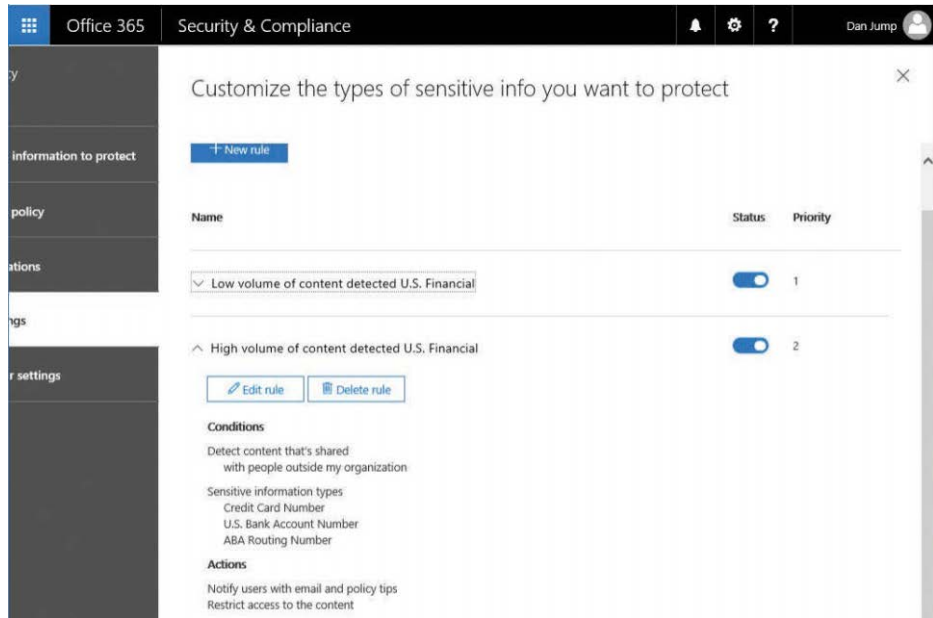 Office 365 Security & Compliance ? Dan Jump
Customize the types of sensitive info you want to protect
cy
information to protect
policy
ations
ngs
r settings
+ New rule
Name Status Priority
Low volume of content detected U.S. Financial 1
High volume of content detected U.S. Financial 2
Edit rule Delete rule
Conditions
Detect content that's shared
with people outside my organization
Sensitive information types
Credit Card Number
U.S. Bank Account Number
ABA Routing Number
Actions
Notify users with email and policy tips
Restrict access to the content